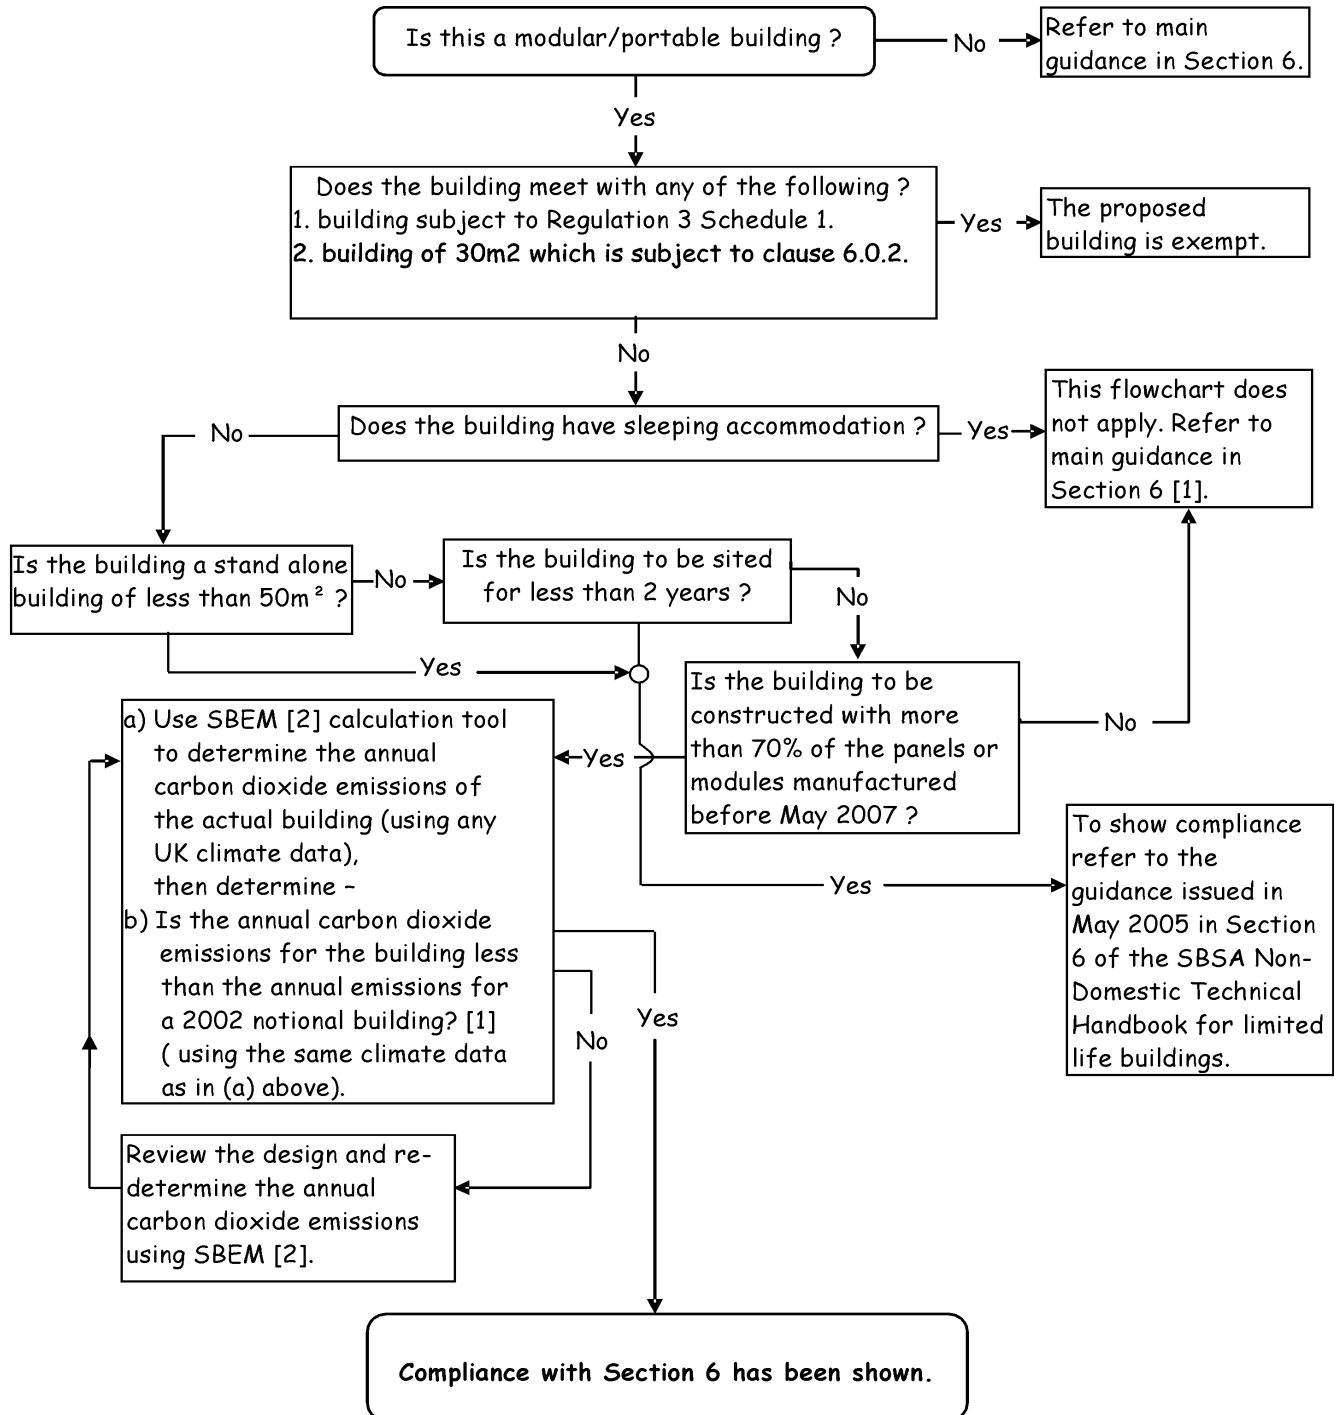 Is this a modular/portable building ?
No
Refer to main
guidance in Section 6.
Yes
Does the building meet with any of the following ?
1. building subject to Regulation 3 Schedule 1.
2. building of 30m2 which is subject to clause 6.0.2.
Yes
The proposed
building is exempt.
No
Does the building have sleeping accommodation ?
Yes
This flowchart does
not apply. Refer to
main guidance in
Section 6 [1].
No
Is the building a stand alone
building of less than 50m² ?
No
Is the building to be sited
for less than 2 years ?
No
Yes
Is the building to be
constructed with more
than 70% of the panels or
modules manufactured
before May 2007 ?
No
Yes
a) Use SBEM [2] calculation tool
to determine the annual
carbon dioxide emissions of
the actual building (using any
UK climate data),
then determine –
b) Is the annual carbon dioxide
emissions for the building less
than the annual emissions for
a 2002 notional building? [1]
( using the same climate data
as in (a) above).
Yes
To show compliance
refer to the
guidance issued in
May 2005 in Section
6 of the SBSA Non-
Domestic Technical
Handbook for limited
life buildings.
Yes
No
Review the design and re-
determine the annual
carbon dioxide emissions
using SBEM [2].
Compliance with Section 6 has been shown.